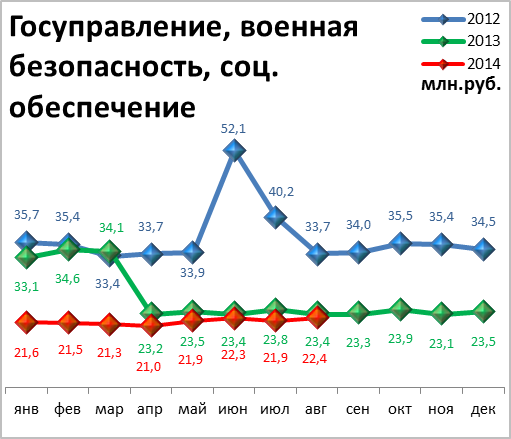 Госуправление, военная
безопасность, соц.
обеспечение
2012
2013
2014
млн.руб.
52,1
40,2
35,7 35,4 34,1 33,7 33,7 34,0 35,5 35,4 34,5
33,1 34,6 33,4 33,9
23,2 23,5 23,4 23,8 23,4 23,3 23,9 23,1 23,5
21,6 21,5 21,3 21,0 21,9 22,3 21,9 22,4
янв фев мар апр май июн июл авг сен окт ноя дек